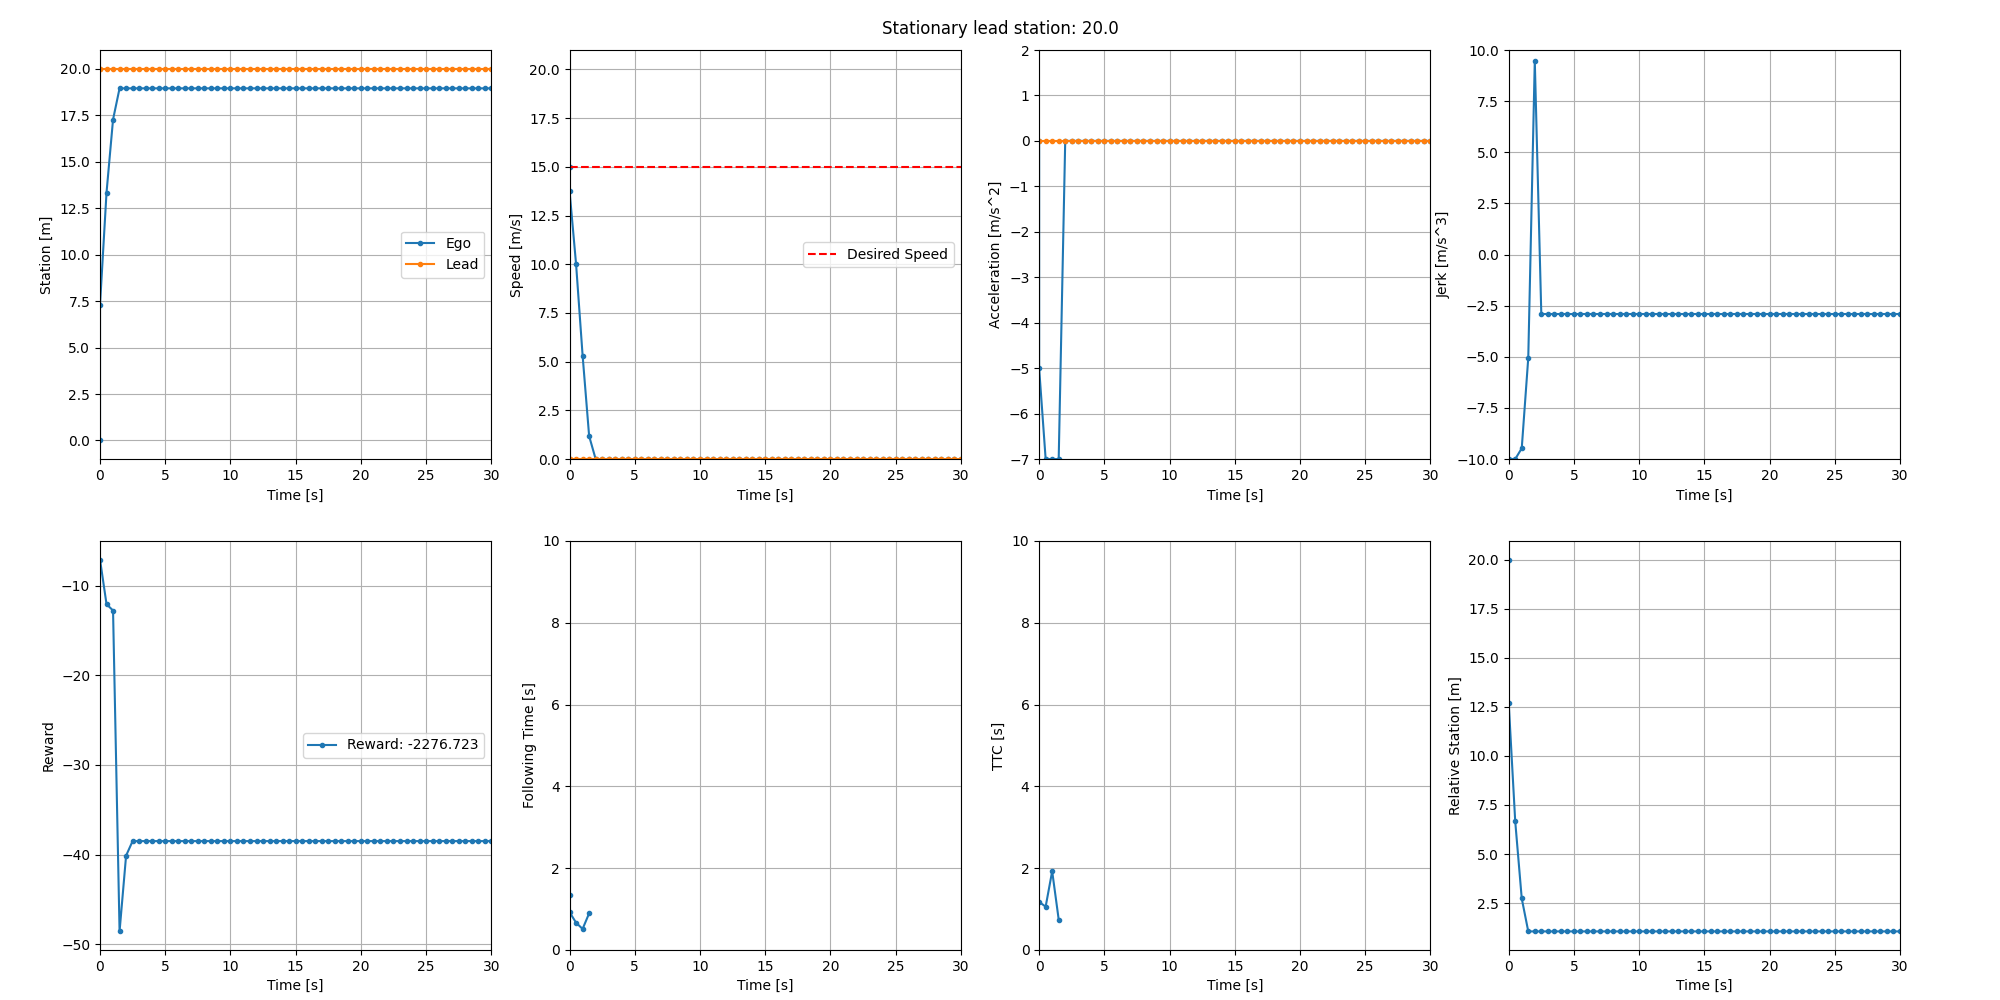 Stationary lead station: 20.0
20.0
17.5
15.0
12.5
10.0
7.5
5.0
2.5
0.0
Station [m]
Ego
Lead
0 5 10 15 20 25 30
Time [s]
20.0
17.5
15.0
12.5
10.0
7.5
5.0
2.5
0.0
Speed [m/s]
Desired Speed
0 5 10 15 20 25 30
Time [s]
2
1
0
−1
−2
−3
−4
−5
−6
−7
Acceleration [m/s^2]
0 5 10 15 20 25 30
Time [s]
10.0
7.5
5.0
2.5
0.0
−2.5
−5.0
−7.5
−10.0
Jerk [m/s^3]
0 5 10 15 20 25 30
Time [s]
−10
−20
−30
−40
−50
Reward
Reward: -2276.723
0 5 10 15 20 25 30
Time [s]
10
8
6
4
2
0
Following Time [s]
0 5 10 15 20 25 30
Time [s]
10
8
6
4
2
0
TTC [s]
0 5 10 15 20 25 30
Time [s]
20.0
17.5
15.0
12.5
10.0
7.5
5.0
2.5
Relative Station [m]
0 5 10 15 20 25 30
Time [s]